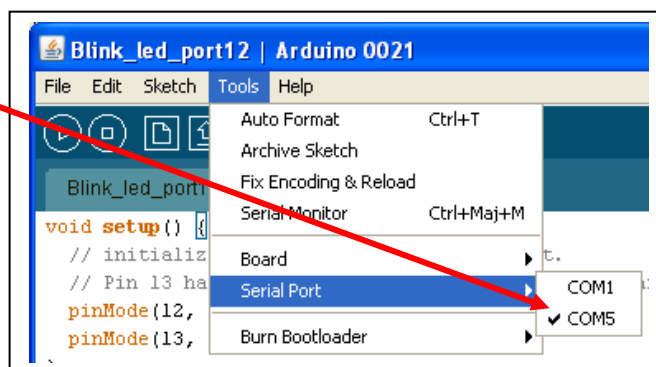 Blink_led_port12 | Arduino 0021
File Edit Sketch Tools Help
Auto Format Ctrl+T
Archive Sketch
Fix Encoding & Reload
Serial Monitor Ctrl+Maj+M
Board
Serial Port
Burn Bootloader
COM1
COM5
Blink_led_port1
void setup() {
// initializ t.
// Pin 13 ha
pinMode(12,
pinMode(13,